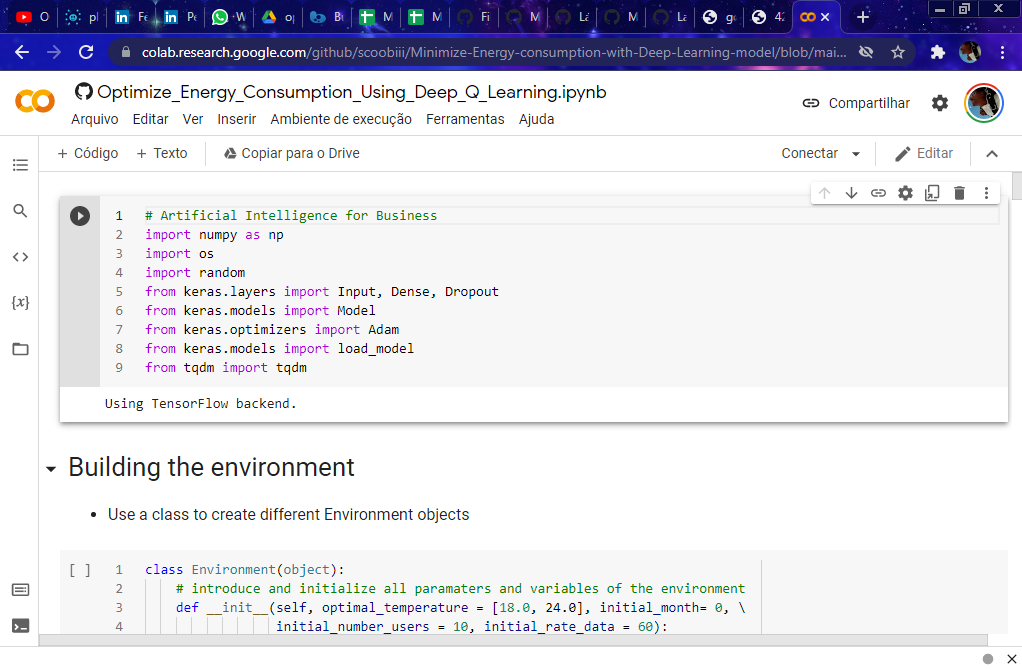 O
pl
Fe
Pe
W
op
Bu
M
M
Fi
M
La
M
La
go
42
colab.research.google.com/github/scoobiii/Minimize-Energy-consumption-with-Deep-Learning-model/blob/mai...
Optimize_Energy_Consumption_Using_Deep_Q_Learning.ipynb
Arquivo Editar Ver Inserir Ambiente de execução Ferramentas Ajuda
Compartilhar
+ Código + Texto Copiar para o Drive
Conectar Editar
1 # Artificial Intelligence for Business
2 import numpy as np
3 import os
4 import random
5 from keras.layers import Input, Dense, Dropout
6 from keras.models import Model
7 from keras.optimizers import Adam
8 from keras.models import load_model
9 from tqdm import tqdm
Using TensorFlow backend.
Building the environment
• Use a class to create different Environment objects
[ ] 1 class Environment(object):
2 # introduce and initialize all paramaters and variables of the environment
3 def __init__(self, optimal_temperature = [18.0, 24.0], initial_month= 0, \
4 initial_number_users = 10, initial_rate_data = 60):